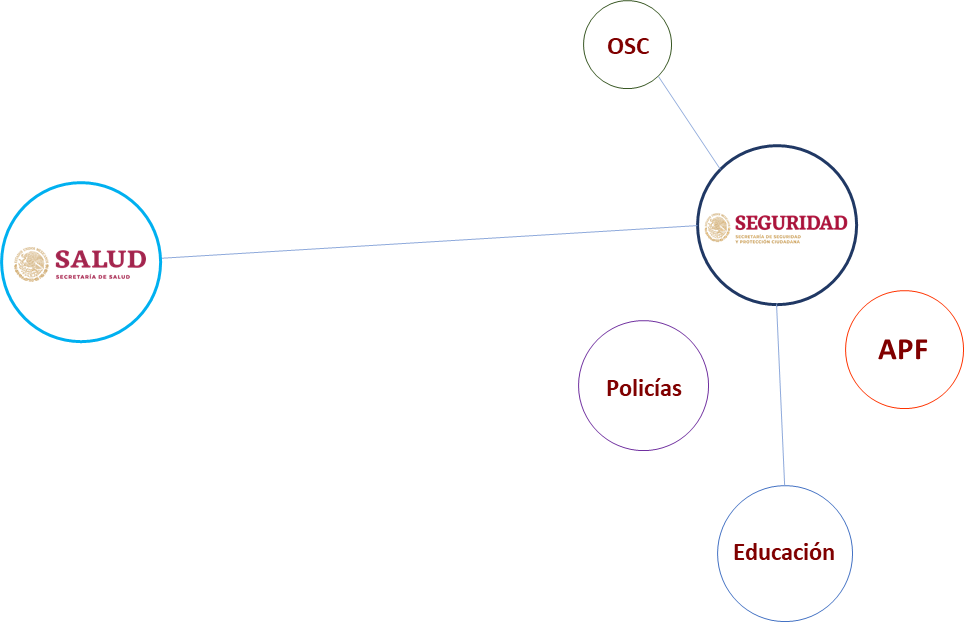 OSC
SEGURIDAD
SECRETARÍA DE SEGURIDAD
Y PROTECCIÓN CIUDADANA
SALUD
SECRETARÍA DE SALUD
APF
Policías
Educación